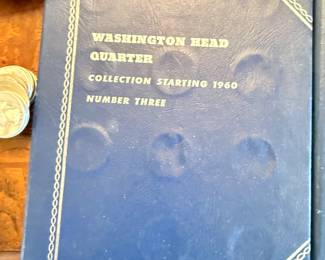 WASHINGTON HEAD
QUARTER
COLLECTION STARTING 1960
NUMBER THREE